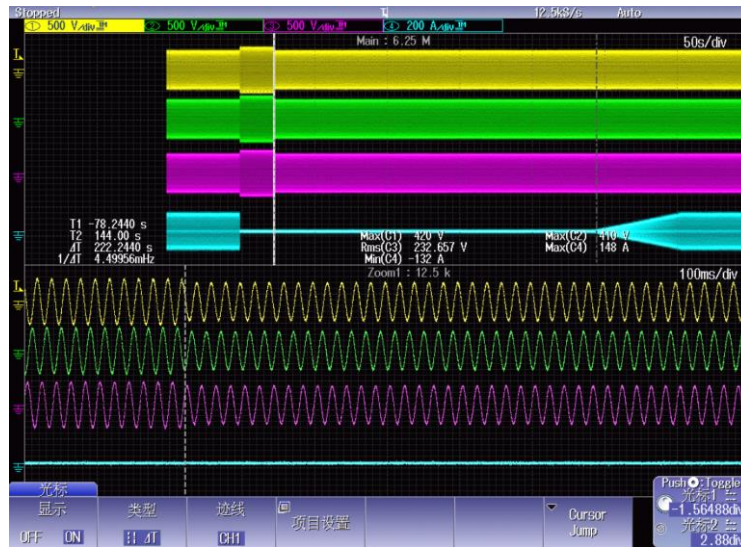 Stopped 12.5kS/s Auto
① 500 V/div ② 500 V/div ③ 500 V/div ④ 200 A/div
Main : 6.25 M 50s/div
T1 -78.2440 s
T2 144.00 s
ΔT 222.2440 s
1/ΔT 4.49956mHz
Max(C1) 420 V Max(C2) 410 V
Rms(C3) 232.657 V Max(C4) 148 A
Min(C4) -132 A
Zoom1 : 12.5 k 100ms/div
光标
显示 类型 迹线 项目设置 Cursor Jump
OFF ON ΔT CH1
Push :Toggle
光标1
-1.56488div
光标2
2.88div